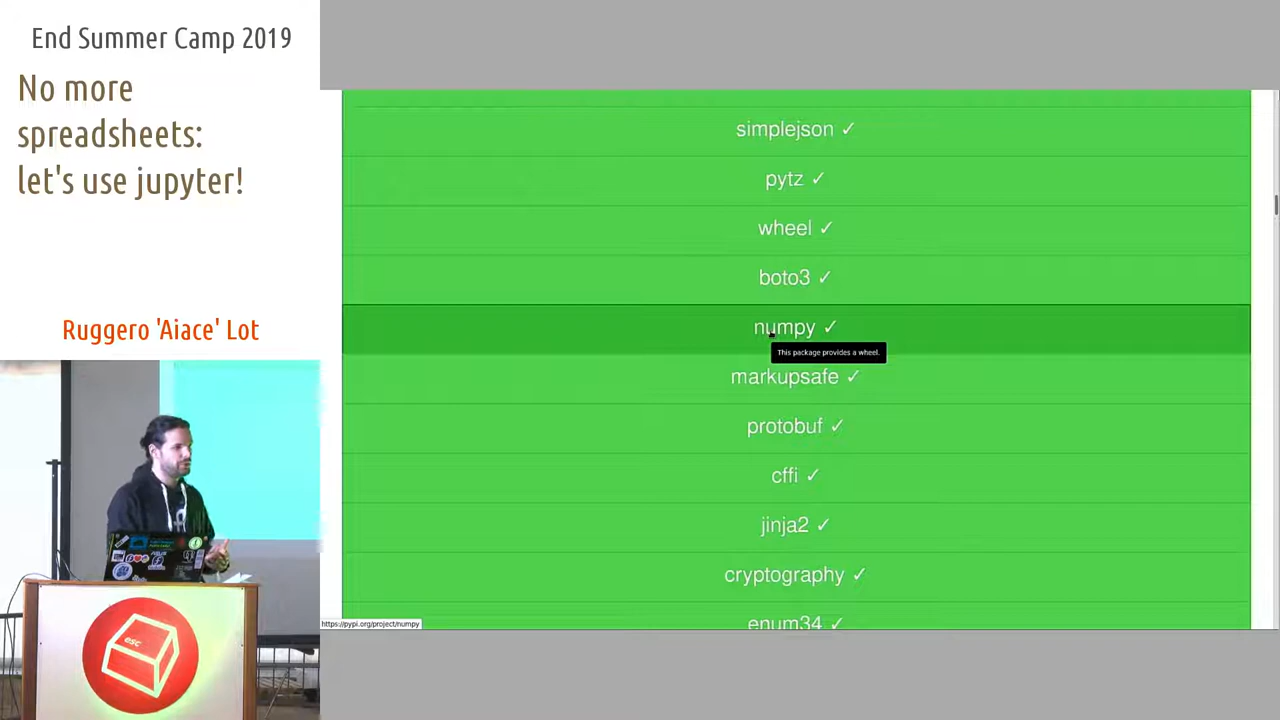 End Summer Camp 2019
No more
spreadsheets:
let's use jupyter!
Ruggero 'Aiace' Lot
simplejson ✓
pytz ✓
wheel ✓
boto3 ✓
numpy ✓
This package provides a wheel.
markupsafe ✓
protobuf ✓
cffi ✓
jinja2 ✓
cryptography ✓
enum34 ✓
https://pypi.org/project/numpy
esc